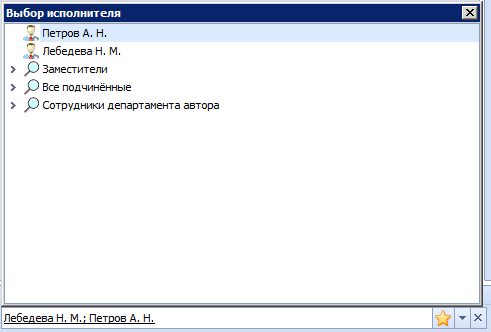 Выбор исполнителя
Петров А. Н.
Лебедева Н. М.
Заместители
Все подчинённые
Сотрудники департамента автора
Лебедева Н. М.; Петров А. Н.